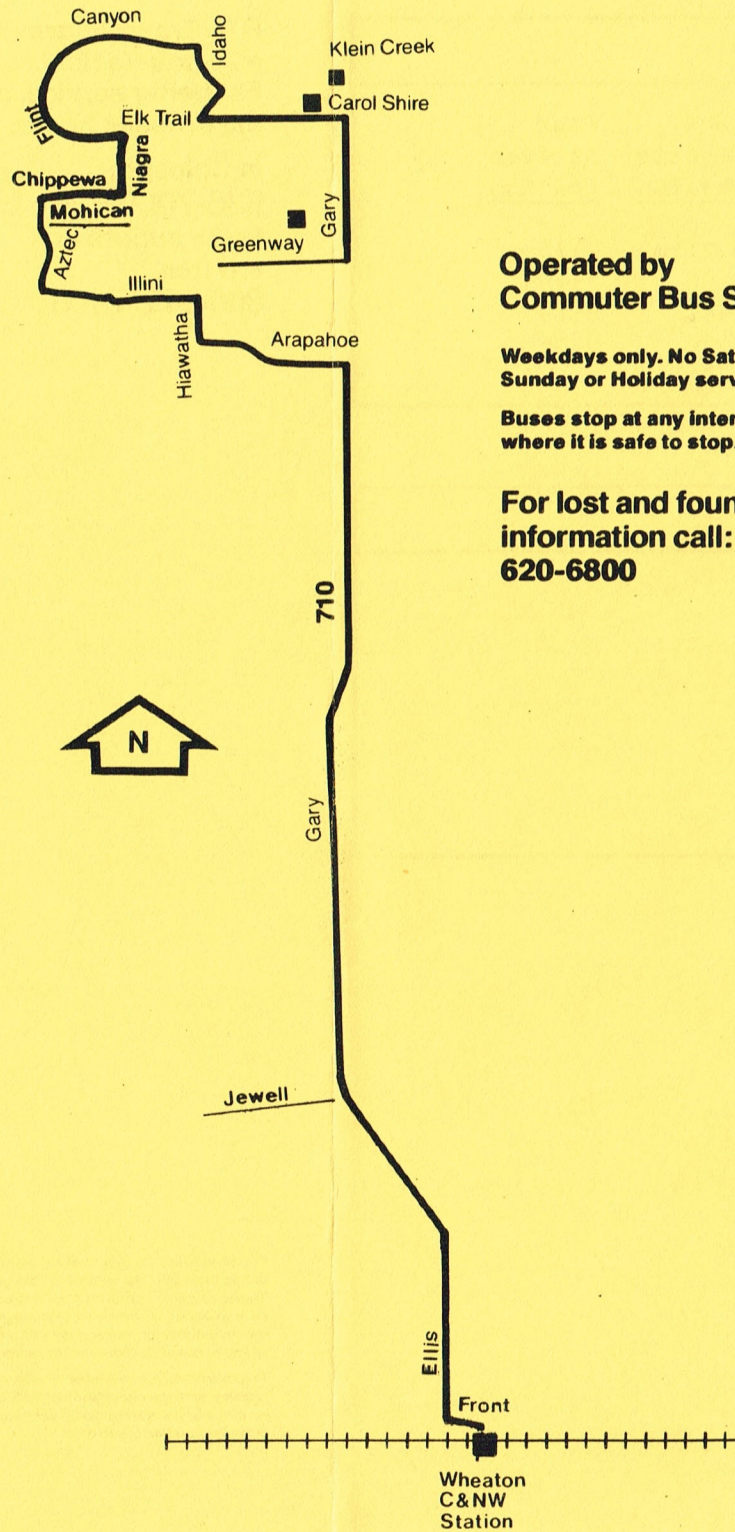 Canyon
Idaho
Klein Creek
Carol Shire
Flint
Elk Trail
Niagra
Chippewa
Mohican
Aztec
Gary
Greenway
Illini
Hiawatha
Arapahoe
Operated by
Commuter Bus S
Weekdays only. No Sat
Sunday or Holiday serv
Buses stop at any inter
where it is safe to stop.
For lost and foun
information call:
620-6800
710
N
Gary
Jewell
Ellis
Front
Wheaton
C&NW
Station